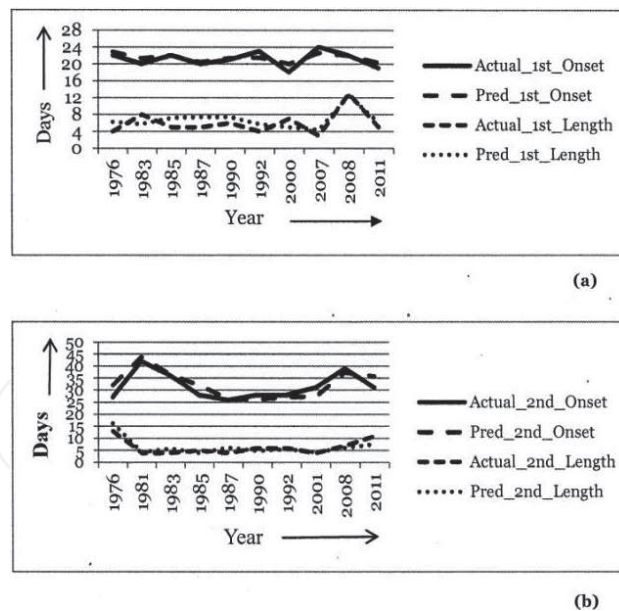 28
24
20
16
12
8
4
0
Days
1976
1983
1985
1987
1990
1992
2000
2007
2008
2011
Year
Actual_1st_Onset
Pred_1st_Onset
Actual_1st_Length
Pred_1st_Length
(a)
50
45
40
35
30
25
20
15
10
5
0
Days
1976
1981
1983
1985
1987
1990
1992
2001
2008
2011
Year
Actual_2nd_Onset
Pred_2nd_Onset
Actual_2nd_Length
Pred_2nd_Length
(b)